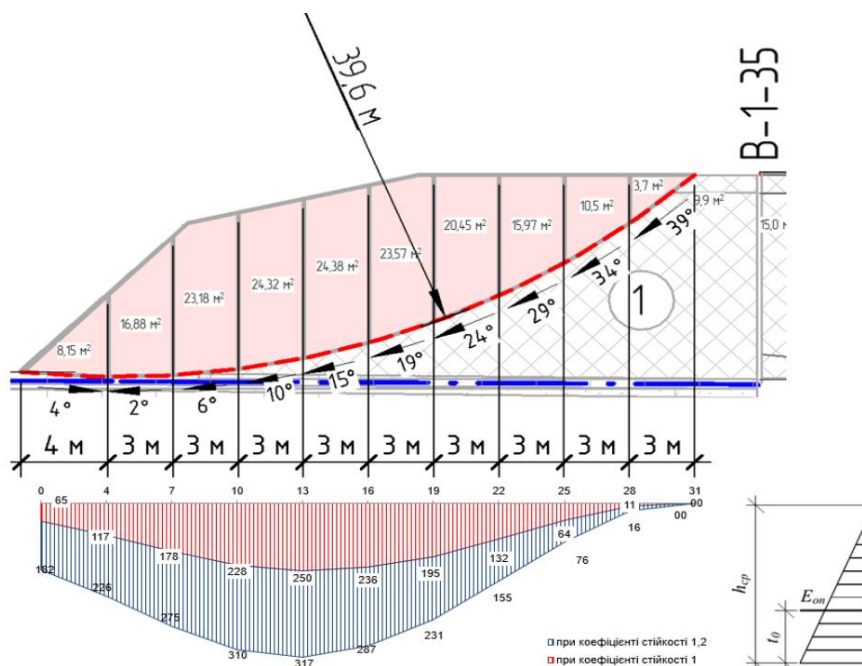 39,6 м
В-1-35
3,7 м²
9,9 м²
10,5 м²
15,97 м²
20,45 м²
23,57 м²
24,38 м²
24,32 м²
23,18 м²
16,88 м²
8,15 м²
15,0 м
1
39°
34°
29°
24°
19°
15°
10°
6°
2°
4°
4 м 3 м 3 м 3 м 3 м 3 м 3 м 3 м 3 м 3 м
0 4 7 10 13 16 19 22 25 28 31
65 117 178 228 250 236 195 132 64 11 00
182 226 275 310 317 287 231 155 76 16 00
при коефіцієнті стійкості 1,2
при коефіцієнті стійкості 1
hср
Eоп
t₀